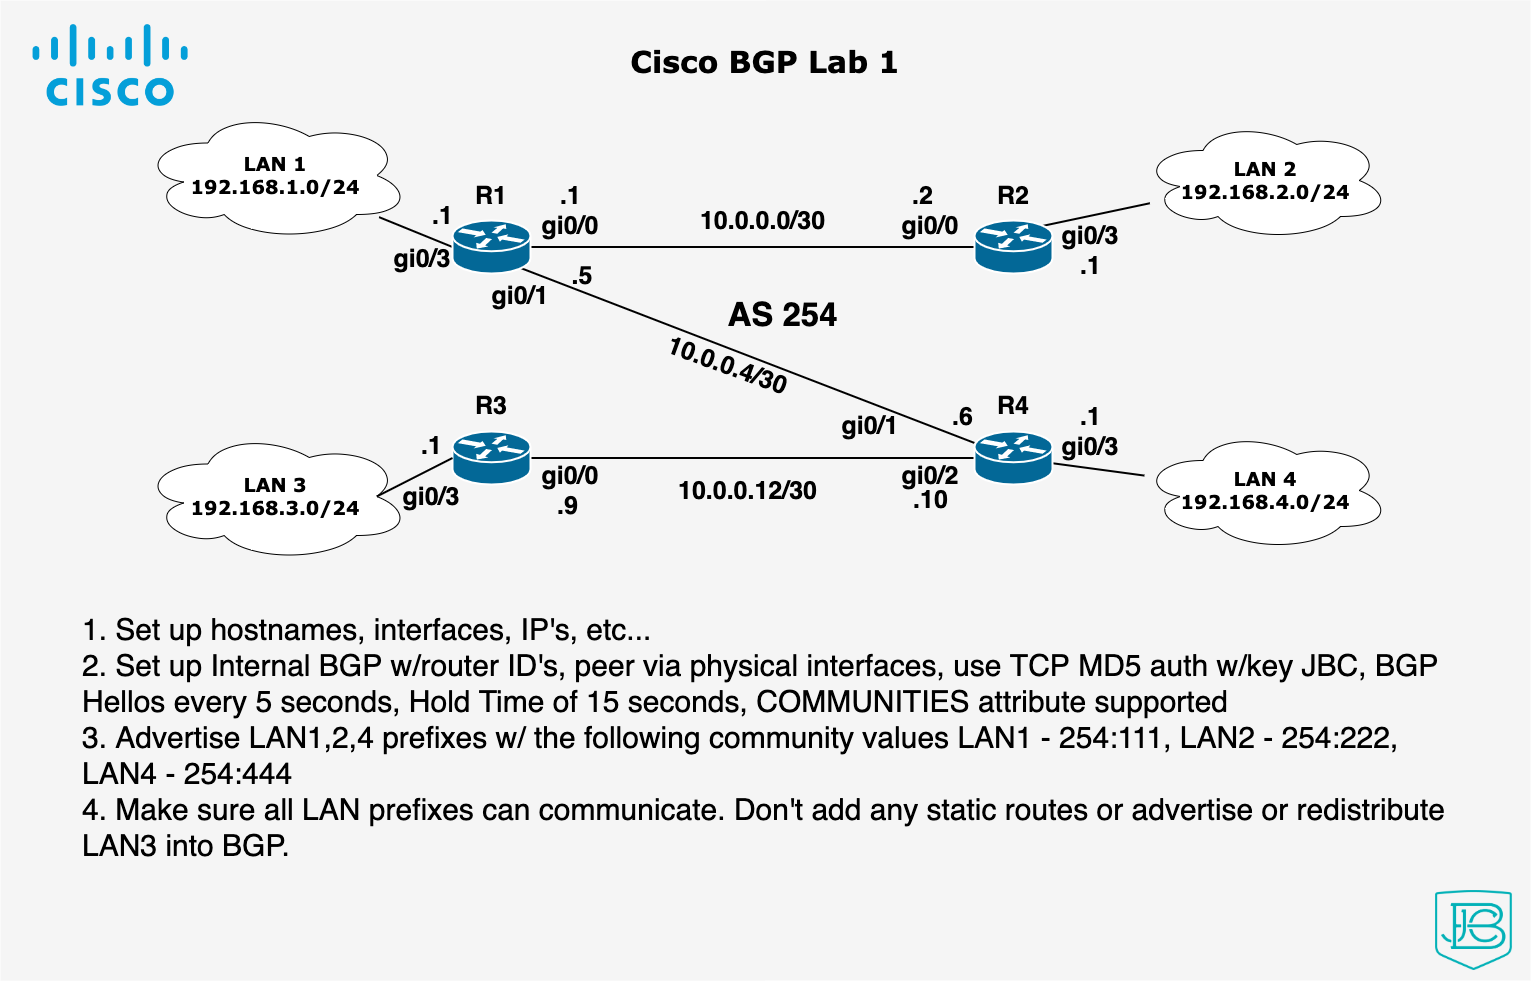 CISCO
Cisco BGP Lab 1
LAN 1
192.168.1.0/24
LAN 2
192.168.2.0/24
R1
.1
.1
gi0/0
gi0/3
.5
gi0/1
10.0.0.0/30
.2
gi0/0
R2
gi0/3
.1
AS 254
10.0.0.4/30
R3
.1
gi0/3
gi0/0
.9
LAN 3
192.168.3.0/24
10.0.0.12/30
gi0/1
.6
R4
.1
gi0/3
gi0/2
.10
LAN 4
192.168.4.0/24
1. Set up hostnames, interfaces, IP's, etc...
2. Set up Internal BGP w/router ID's, peer via physical interfaces, use TCP MD5 auth w/key JBC, BGP
Hellos every 5 seconds, Hold Time of 15 seconds, COMMUNITIES attribute supported
3. Advertise LAN1,2,4 prefixes w/ the following community values LAN1 - 254:111, LAN2 - 254:222,
LAN4 - 254:444
4. Make sure all LAN prefixes can communicate. Don't add any static routes or advertise or redistribute
LAN3 into BGP.
JBC